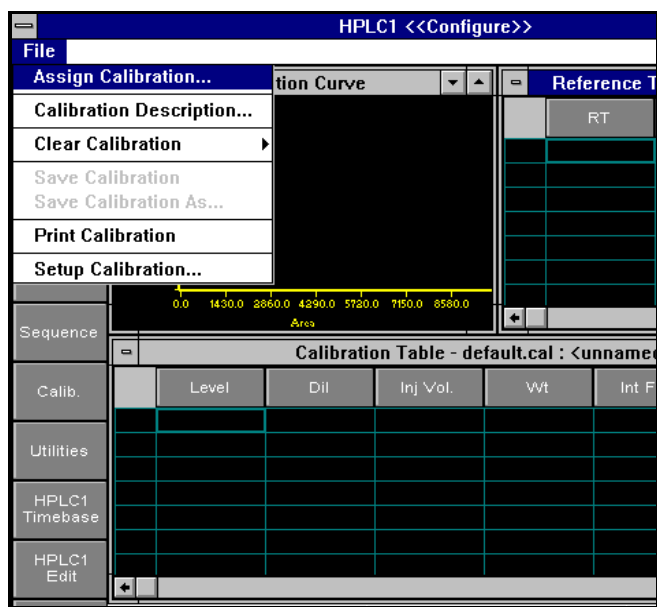 HPLC1 <<Configure>>
File
Assign Calibration...
Calibration Description...
Clear Calibration
Save Calibration
Save Calibration As...
Print Calibration
Setup Calibration...
tion Curve
0.0 1430.0 2860.0 4290.0 5720.0 7150.0 8580.0
Area
Reference T
RT
Sequence
Calib.
Utilities
HPLC1
Timebase
HPLC1
Edit
Calibration Table - default.cal : <unnamed
Level Dil Inj Vol. Wt Int F